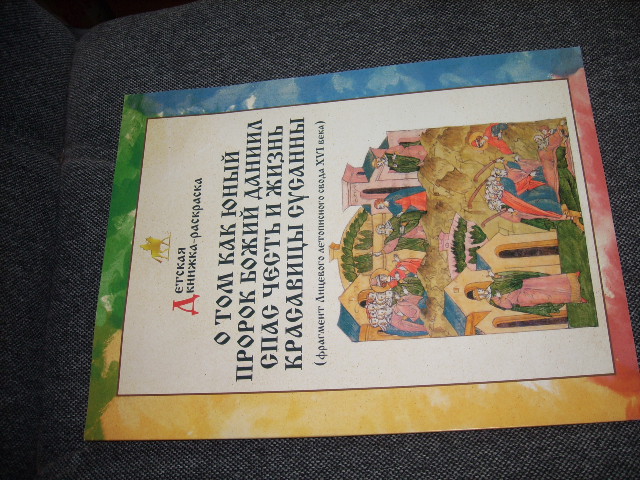 Детская
книжка-раскраска
О ТОМ КАК ЮНЫЙ
ПРОРОК БОЖИЙ ДАНИИЛ
СПАС ЧЕСТЬ И ЖИЗНЬ
КРАСАВИЦЫ СУСАННЫ
(фрагмент Лицевого летописного свода XVI века)